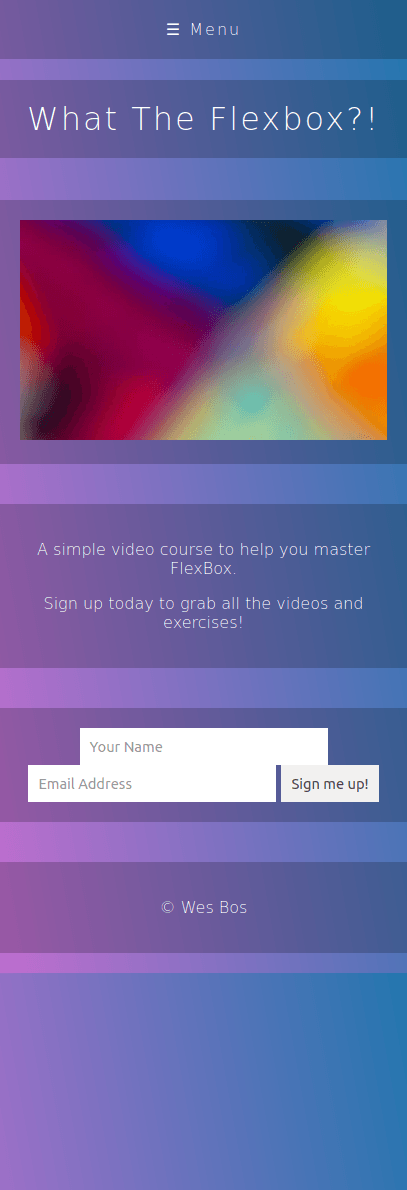 ☰ Menu
What The Flexbox?!
A simple video course to help you master
FlexBox.
Sign up today to grab all the videos and
exercises!
Your Name
Email Address
Sign me up!
© Wes Bos